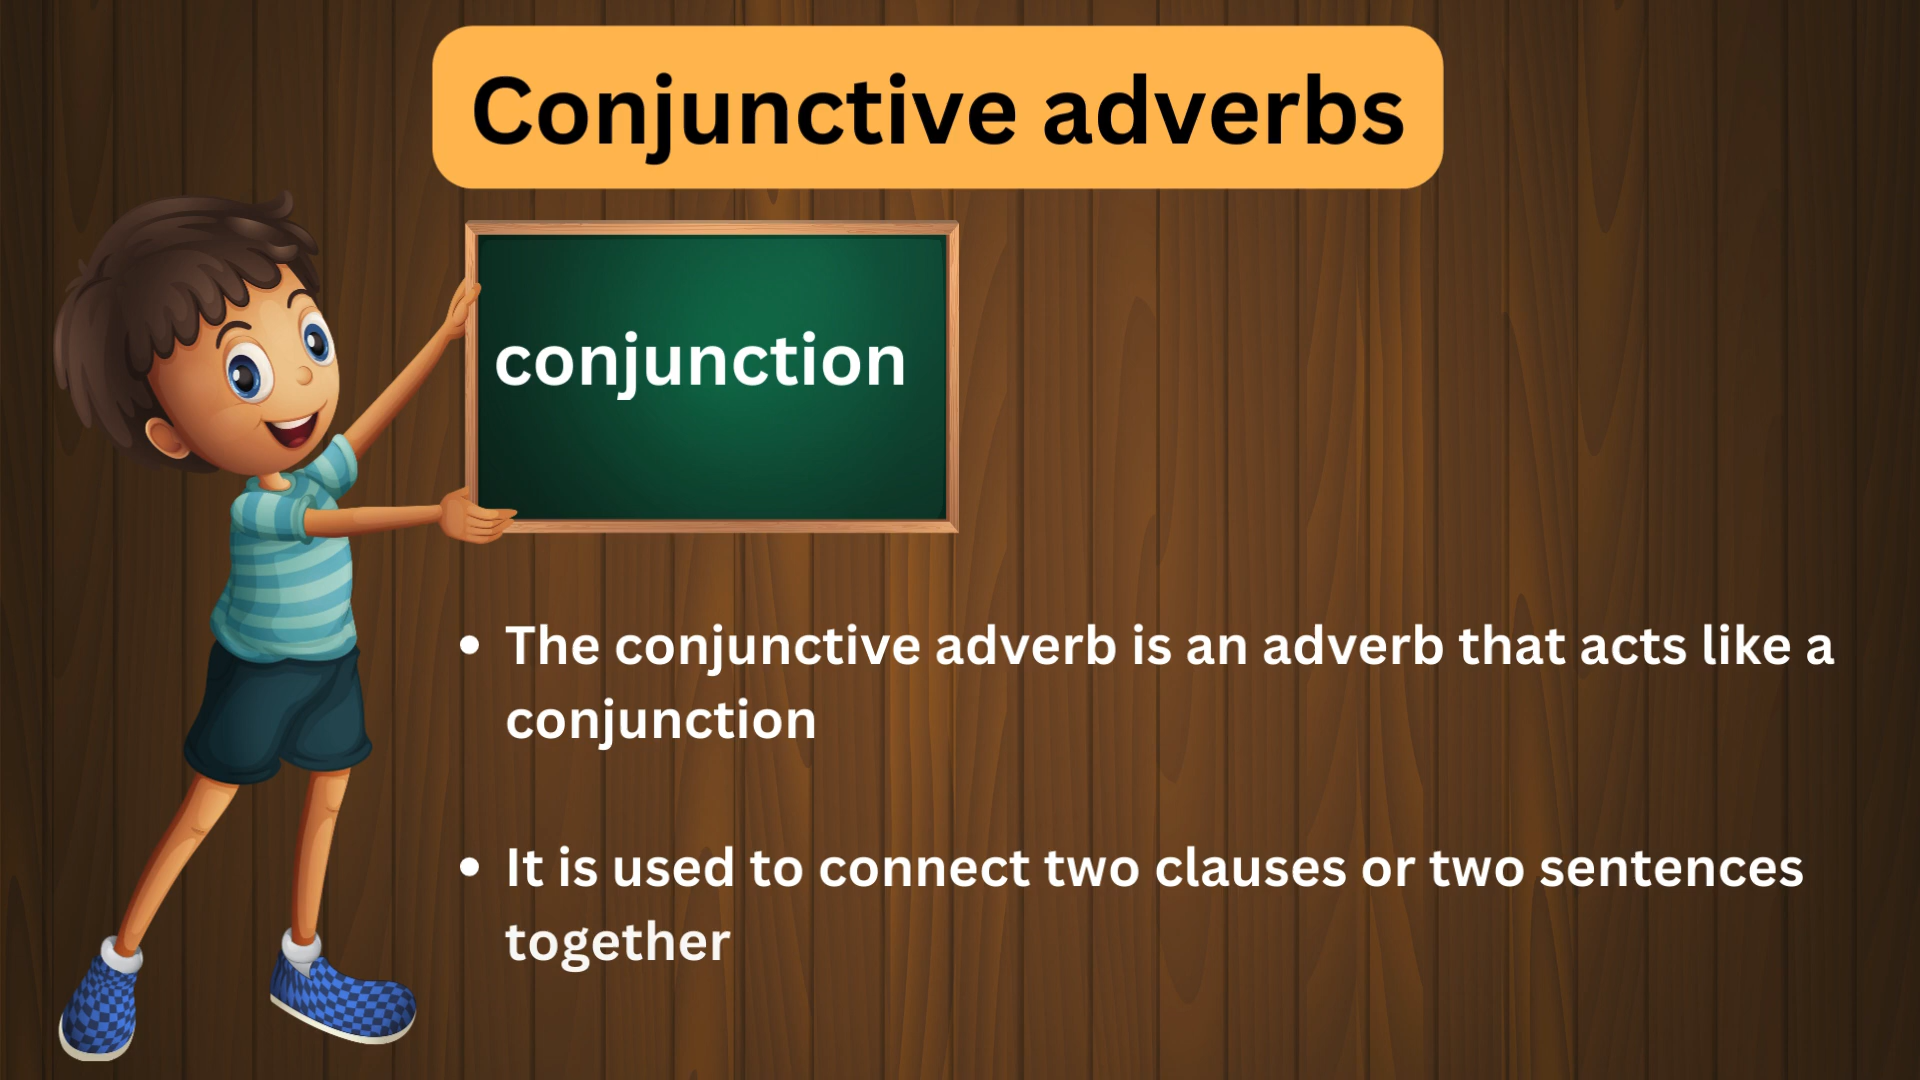 Conjunctive adverbs
conjunction
• The conjunctive adverb is an adverb that acts like a
conjunction
• It is used to connect two clauses or two sentences
together